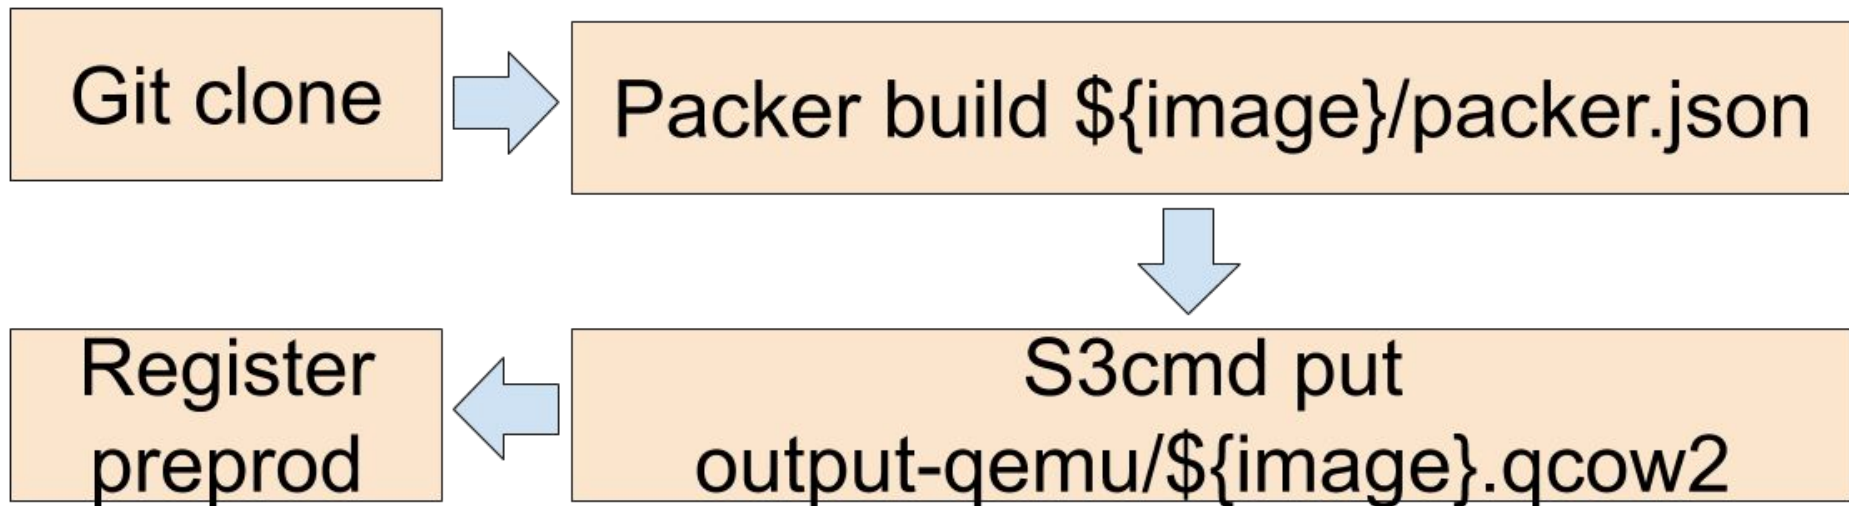 Git clone
Packer build ${image}/packer.json
S3cmd put
output-qemu/${image}.qcow2
Register
preprod